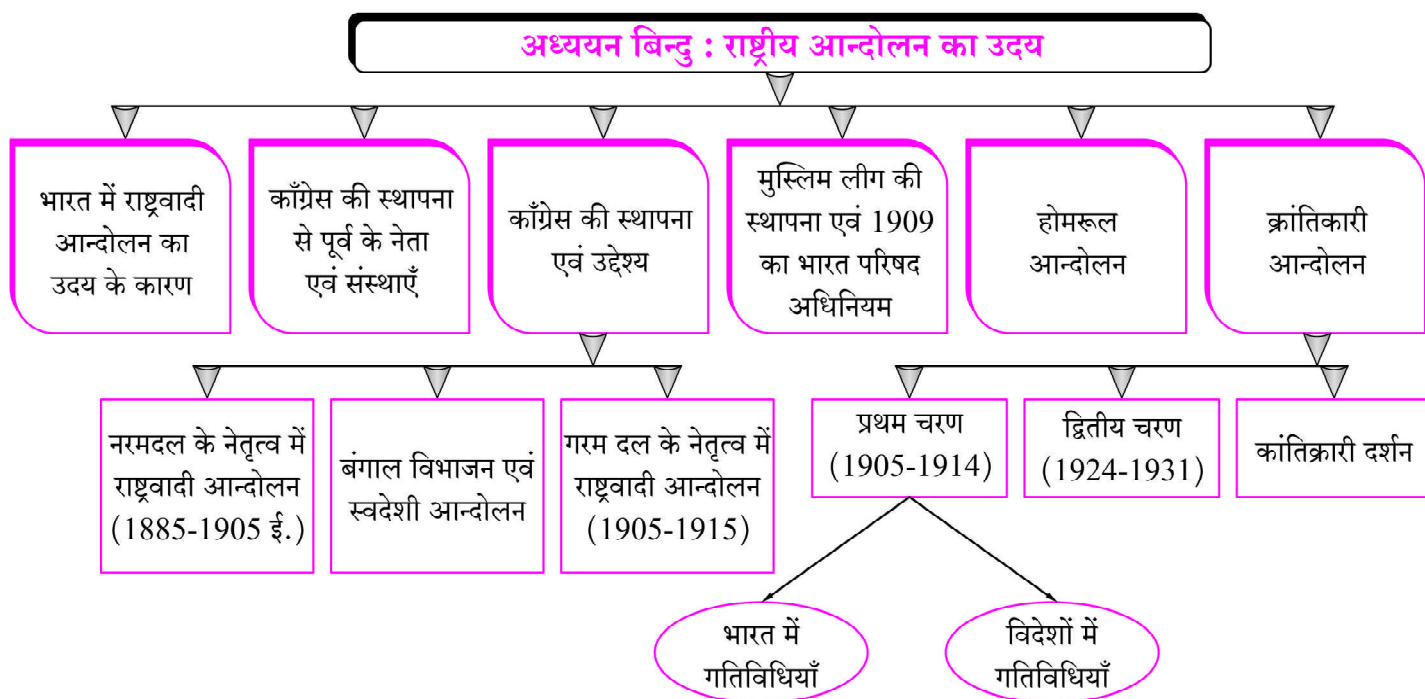 अध्ययन बिन्दु : राष्ट्रीय आन्दोलन का उदय
भारत में राष्ट्रवादी
आन्दोलन का
उदय के कारण
काँग्रेस की स्थापना
से पूर्व के नेता
एवं संस्थाएँ
काँग्रेस की स्थापना
एवं उद्देश्य
मुस्लिम लीग की
स्थापना एवं 1909
का भारत परिषद
अधिनियम
होमरूल
आन्दोलन
क्रांतिकारी
आन्दोलन
नरमदल के नेतृत्व में
राष्ट्रवादी आन्दोलन
(1885-1905 ई.)
बंगाल विभाजन एवं
स्वदेशी आन्दोलन
गरम दल के नेतृत्व में
राष्ट्रवादी आन्दोलन
(1905-1915)
प्रथम चरण
(1905-1914)
द्वितीय चरण
(1924-1931)
कांतिक्रारी दर्शन
भारत में
गतिविधियाँ
विदेशों में
गतिविधियाँ